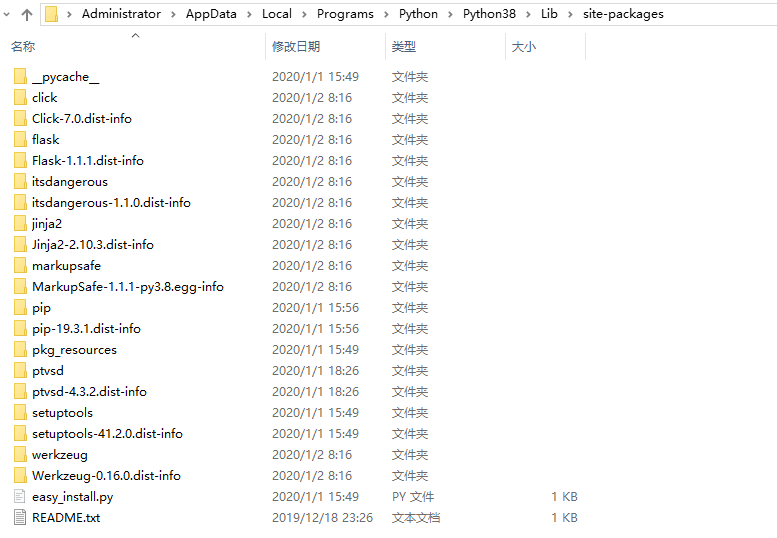 Administrator > AppData > Local > Programs > Python > Python38 > Lib > site-packages
名称 修改日期 类型 大小
__pycache__ 2020/1/1 15:49 文件夹
click 2020/1/2 8:16 文件夹
Click-7.0.dist-info 2020/1/2 8:16 文件夹
flask 2020/1/2 8:16 文件夹
Flask-1.1.1.dist-info 2020/1/2 8:16 文件夹
itsdangerous 2020/1/2 8:16 文件夹
itsdangerous-1.1.0.dist-info 2020/1/2 8:16 文件夹
jinja2 2020/1/2 8:16 文件夹
Jinja2-2.10.3.dist-info 2020/1/2 8:16 文件夹
markupsafe 2020/1/2 8:16 文件夹
MarkupSafe-1.1.1-py3.8.egg-info 2020/1/2 8:16 文件夹
pip 2020/1/1 15:56 文件夹
pip-19.3.1.dist-info 2020/1/1 15:56 文件夹
pkg_resources 2020/1/1 15:49 文件夹
ptvsd 2020/1/1 18:26 文件夹
ptvsd-4.3.2.dist-info 2020/1/1 18:26 文件夹
setuptools 2020/1/1 15:49 文件夹
setuptools-41.2.0.dist-info 2020/1/1 15:49 文件夹
werkzeug 2020/1/2 8:16 文件夹
Werkzeug-0.16.0.dist-info 2020/1/2 8:16 文件夹
easy_install.py 2020/1/1 15:49 PY 文件 1 KB
README.txt 2019/12/18 23:26 文本文档 1 KB